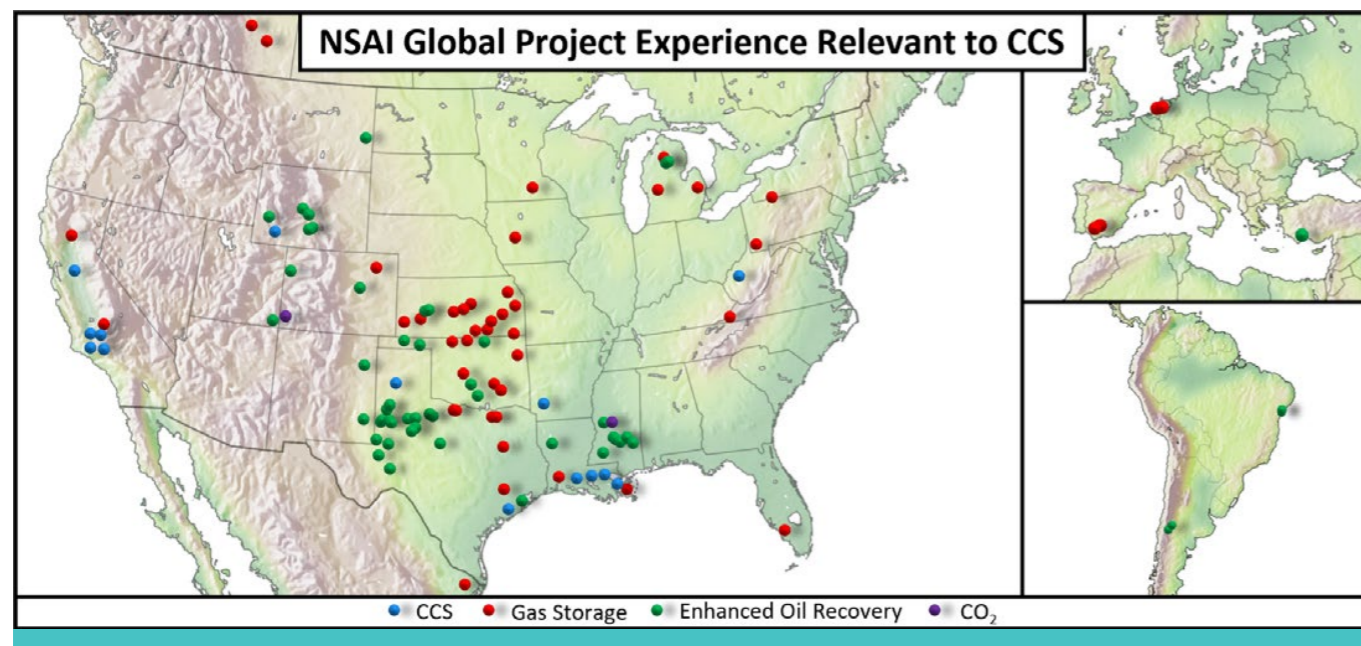 NSAI Global Project Experience Relevant to CCS
CCS Gas Storage Enhanced Oil Recovery CO₂